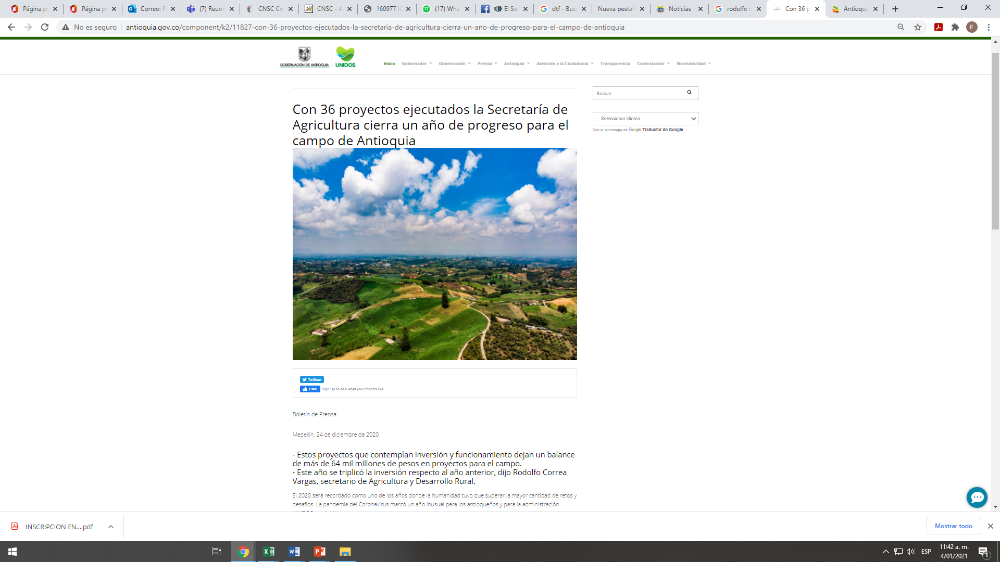 Página p
Página p
Correo: F
(7) Reuni
CNSC Co
CNSC - A
1609771
(17) Wha
El Se
dtf - Bus
Nueva pestañ
Noticias
rodolfo c
Con 36 p
Antioqui
No es seguro
antioquia.gov.co/component/k2/11827-con-36-proyectos-ejecutados-la-secretaria-de-agricultura-cierra-un-ano-de-progreso-para-el-campo-de-antioquia
F
GOBERNACIÓN DE ANTIOQUIA
UNIDOS
Inicio
Gobernador
Gobernación
Prensa
Antioquia
Atención a la Ciudadanía
Transparencia
Contratación
Normatividad
Buscar
Seleccionar idioma
Con la tecnología de Google Traductor de Google
Con 36 proyectos ejecutados la Secretaría de
Agricultura cierra un año de progreso para el
campo de Antioquia
Twittear
Like Sign Up to see what your friends like.
Boletín de Prensa
Medellín, 24 de diciembre de 2020
- Estos proyectos que contemplan inversión y funcionamiento dejan un balance
de más de 64 mil millones de pesos en proyectos para el campo.
- Este año se triplicó la inversión respecto al año anterior, dijo Rodolfo Correa
Vargas, secretario de Agricultura y Desarrollo Rural.
El 2020 será recordado como uno de los años donde la humanidad tuvo que superar la mayor cantidad de retos y
desafíos. La pandemia del Coronavirus marcó un año inusual para los antioqueños y para la administración
INSCRIPCION EN....pdf
Mostrar todo
ESP
11:42 a. m.
4/01/2021
1